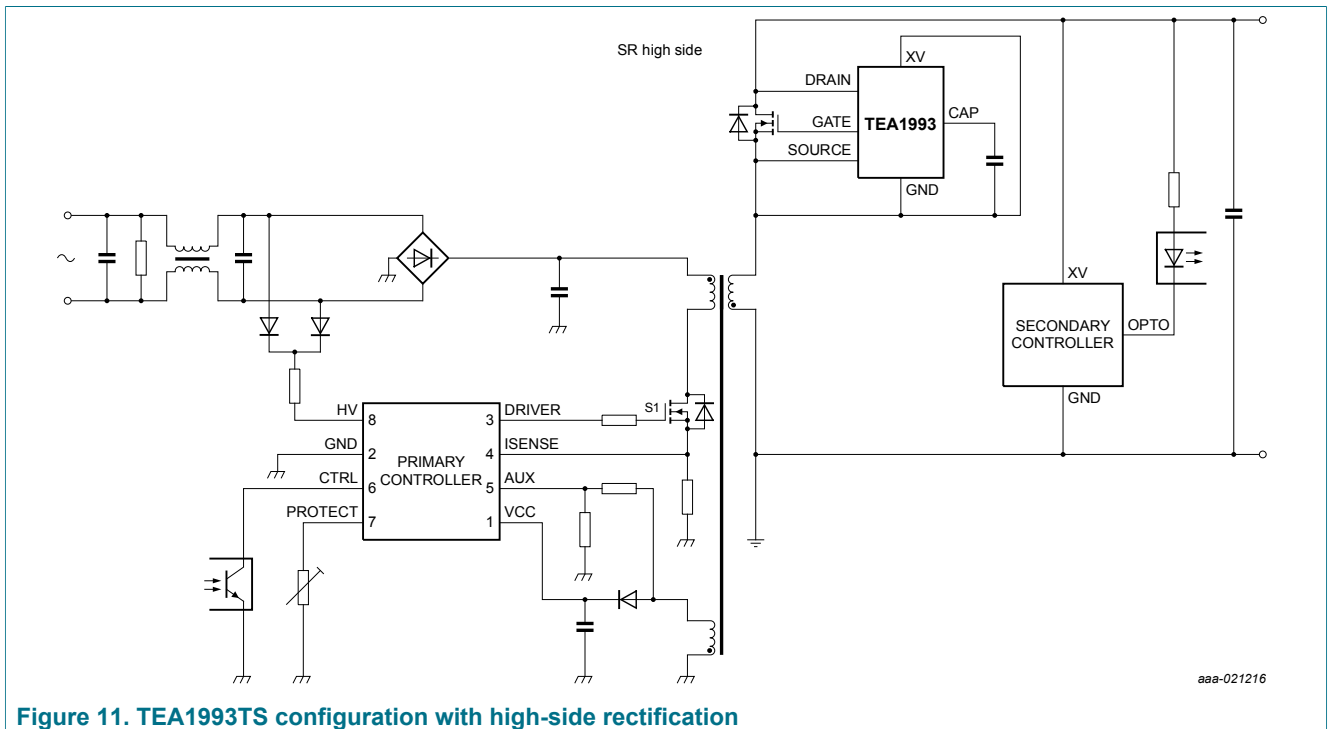 SR high side
XV
DRAIN
GATE
TEA1993
CAP
SOURCE
GND
XV
SECONDARY
CONTROLLER
OPTO
GND
HV
8
3
DRIVER
S1
GND
2
4
ISENSE
PRIMARY
CONTROLLER
CTRL
6
5
AUX
PROTECT
7
1
VCC
aaa-021216
Figure 11. TEA1993TS configuration with high-side rectification